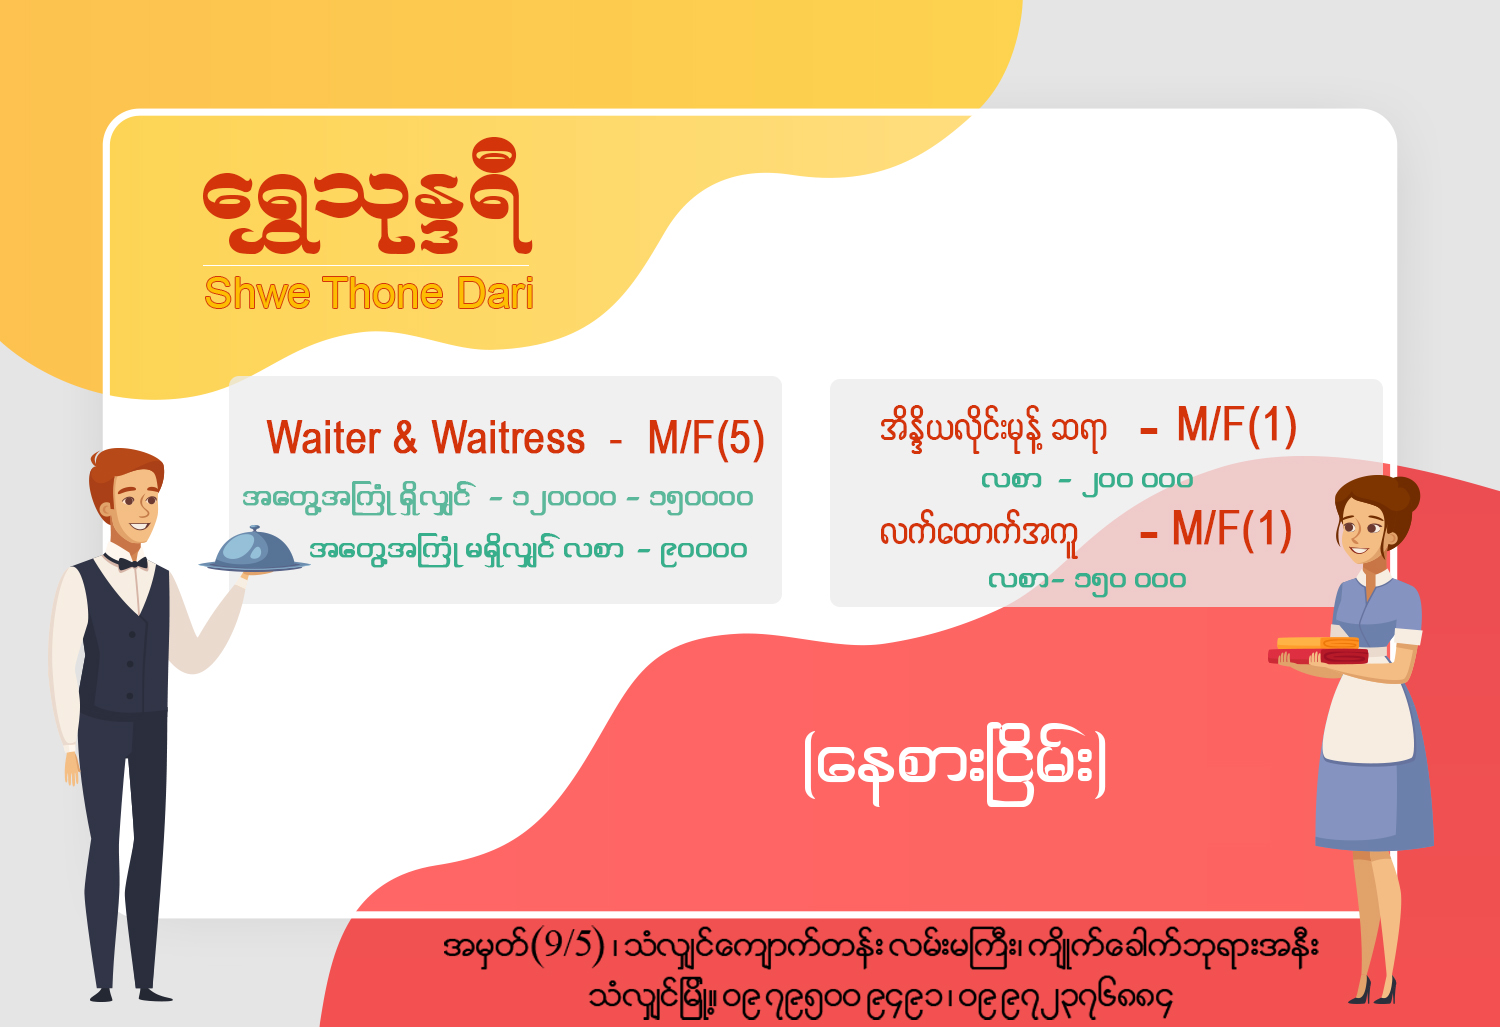 ရွှေသုန္ဒရီ
Shwe Thone Dari
Waiter & Waitress - M/F(5)
အတွေ့အကြုံ ရှိလျှင် - ၁၂၀၀၀၀ - ၁၅၀၀၀၀
အတွေ့အကြုံ မရှိလျှင် လစာ - ၉၀၀၀၀
အိန္ဒိယလိုင်းမုန့် ဆရာ - M/F(1)
လစာ - ၂၀၀ ၀၀၀
လက်ထောက်အကူ - M/F(1)
လစာ- ၁၅၀ ၀၀၀
(နေစားငြိမ်း)
အမှတ်(9/5) ၊ သံလျှင်ကျောက်တန်း လမ်းမကြီး၊ ကျိုက်ခေါက်ဘုရားအနီး
သံလျှင်မြို့။ ၀၉ ၇၉၅၀၀ ၉၄၉၁ ၊ ၀၉ ၉၇၂၃၇၆၈၈၄